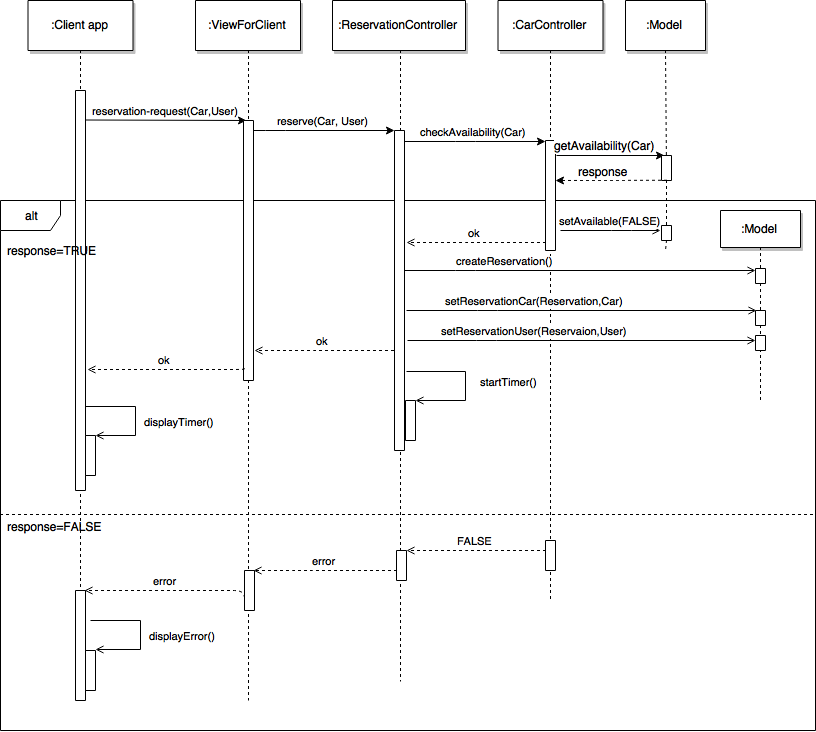 :Client app
:ViewForClient
:ReservationController
:CarController
:Model
reservation-request(Car,User)
reserve(Car, User)
checkAvailability(Car)
getAvailability(Car)
response
alt
setAvailable(FALSE)
:Model
ok
response=TRUE
createReservation()
setReservationCar(Reservation,Car)
setReservationUser(Reservaion,User)
ok
ok
startTimer()
displayTimer()
response=FALSE
FALSE
error
error
displayError()